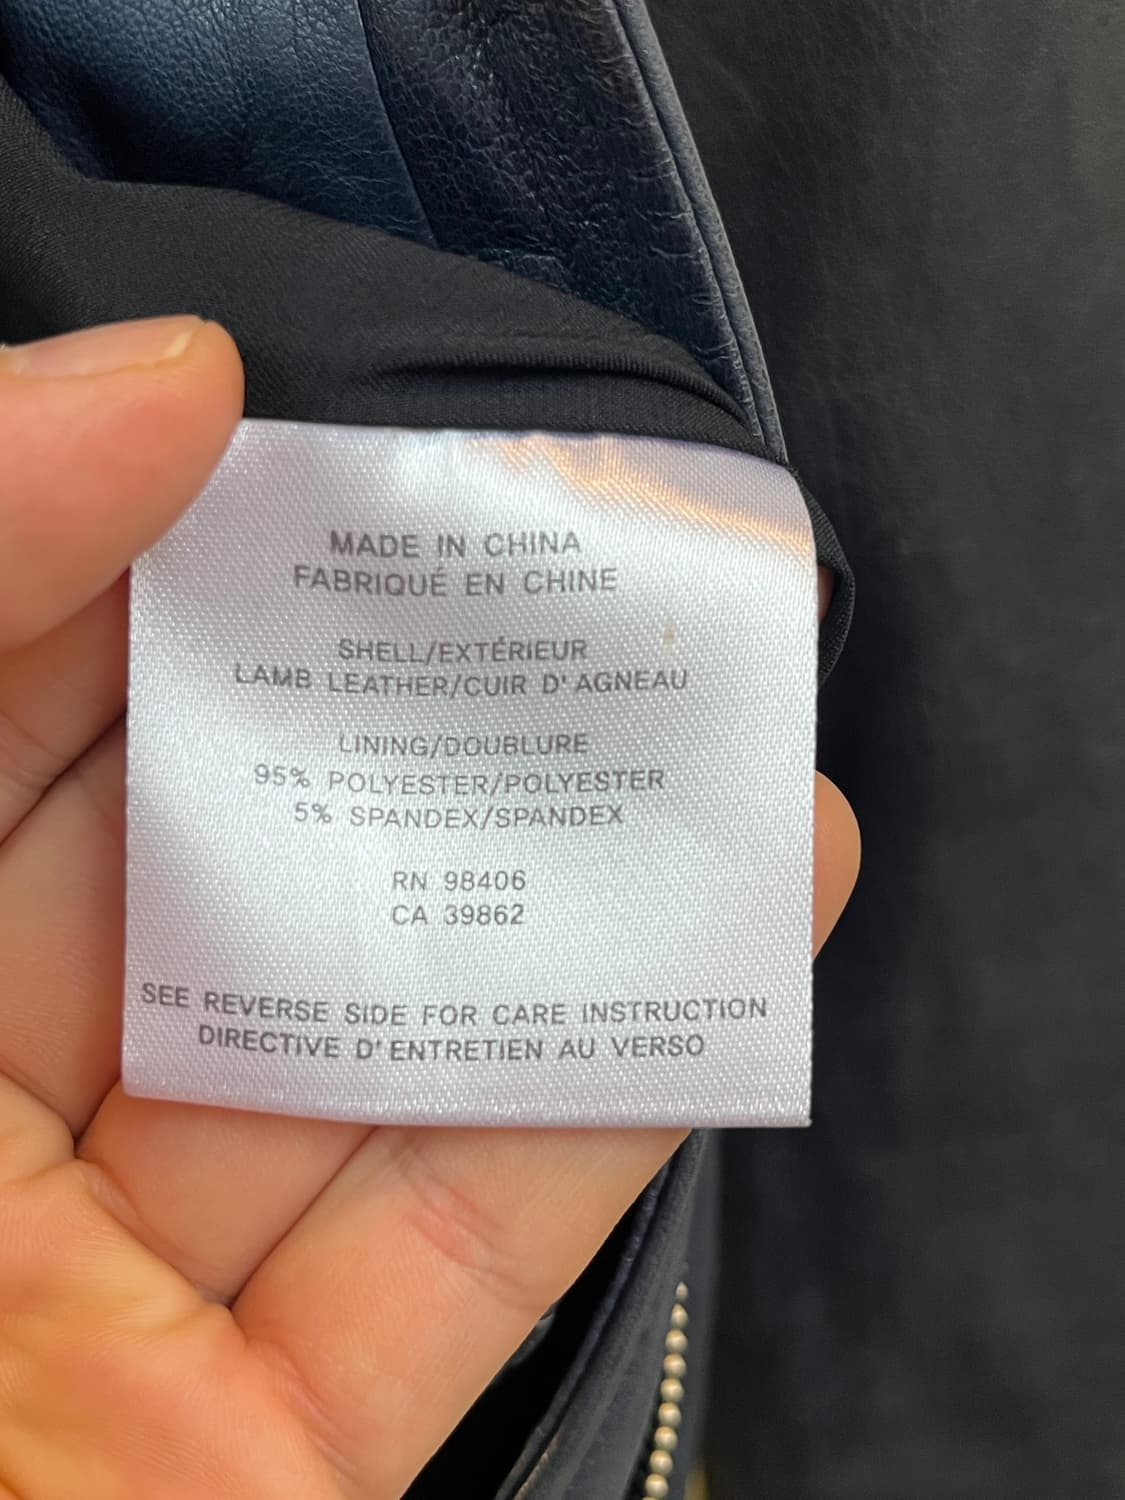 MADE IN CHINA
FABRIQUÉ EN CHINE
SHELL/EXTÉRIEUR
LAMB LEATHER/CUIR D'AGNEAU
LINING/DOUBLURE
95% POLYESTER/POLYESTER
5% SPANDEX/SPANDEX
RN 98406
CA 39862
SEE REVERSE SIDE FOR CARE INSTRUCTION
DIRECTIVE D'ENTRETIEN AU VERSO